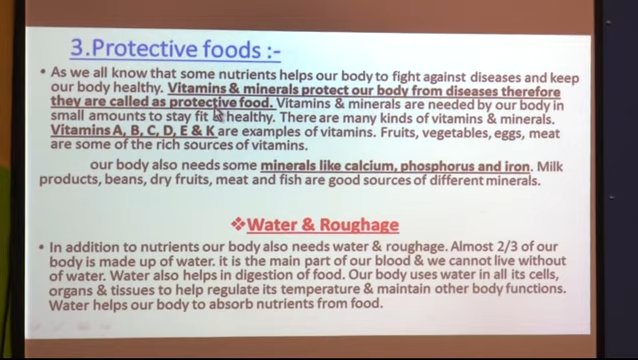 3.Protective foods :-
• As we all know that some nutrients helps our body to fight against diseases and keep
our body healthy. Vitamins & minerals protect our body from diseases therefore
they are called as protective food. Vitamins & minerals are needed by our body in
small amounts to stay fit & healthy. There are many kinds of vitamins & minerals.
Vitamins A, B, C, D, E & K are examples of vitamins. Fruits, vegetables, eggs, meat
are som of the rich sources of vitamins.
our body also needs some minerals like calcium, phosphorus and iron. Milk
products, beans, dry fruits, meat and fish are good sources of different minerals.
❖Water & Roughage
• In addition to nutrients our body also needs water & roughage. Almost 2/3 of our
body is made up of water. it is the main part of our blood & we cannot live without
of water. Water also helps in digestion of food. Our body uses water in all its cells,
organs & tissues to help regulate its temperature & maintain other body functions.
Water helps our body to absorb nutrients from food.